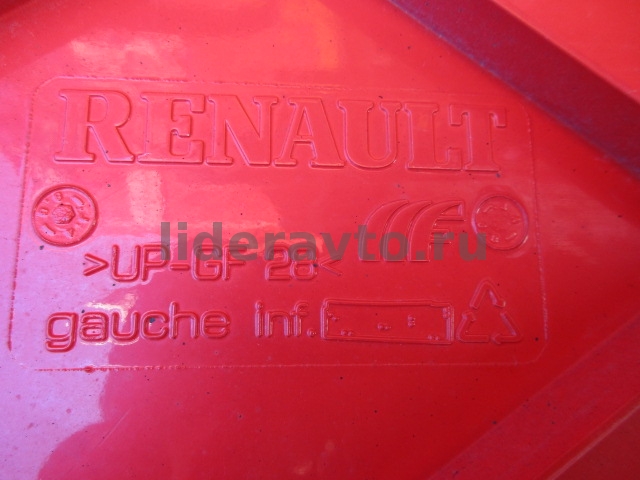 RENAULT
lideravto.ru
>UP-GF 28<
gauche inf.